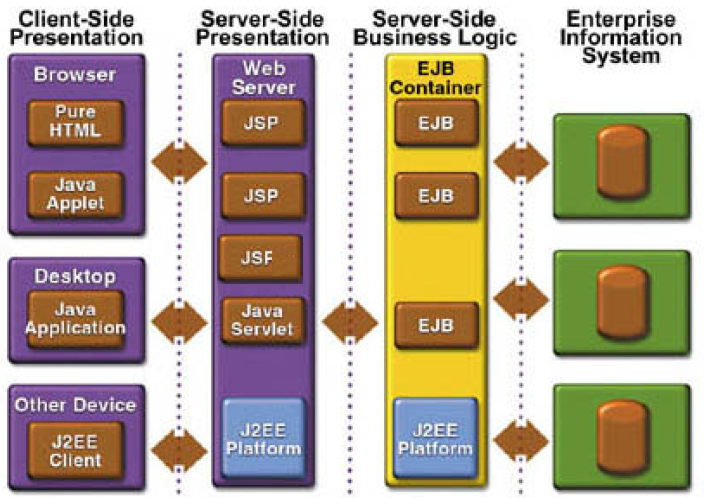 Client-Side
Presentation
Server-Side
Presentation
Server-Side
Business Logic
Enterprise
Information
System
Browser
Pure
HTML
Java
Applet
Desktop
Java
Application
Other Device
J2EE
Client
Web
Server
JSP
JSP
JSP
Java
Servlet
J2EE
Platform
EJB
Container
EJB
EJB
EJB
J2EE
Platform